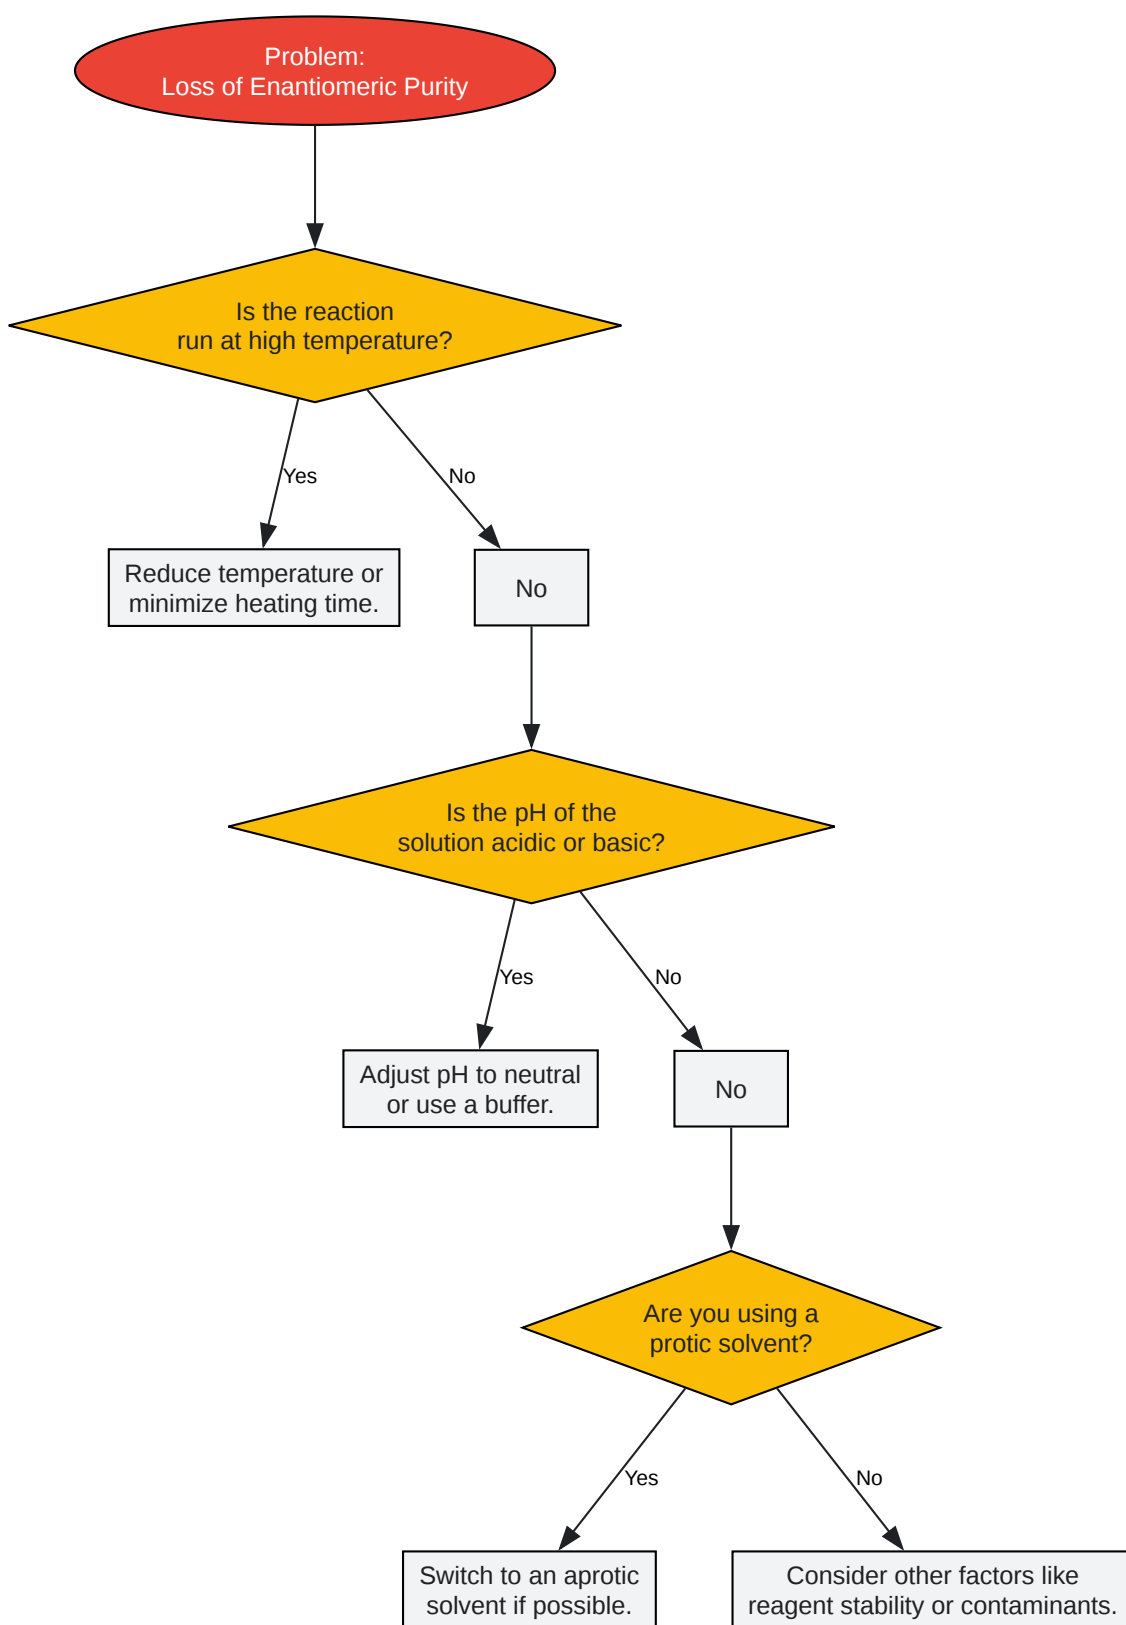 Problem:
Loss of Enantiomeric Purity
Is the reaction
run at high temperature?
Yes
No
Reduce temperature or
minimize heating time.
No
Is the pH of the
solution acidic or basic?
Yes
No
Adjust pH to neutral
or use a buffer.
No
Are you using a
protic solvent?
Yes
No
Switch to an aprotic
solvent if possible.
Consider other factors like
reagent stability or contaminants.